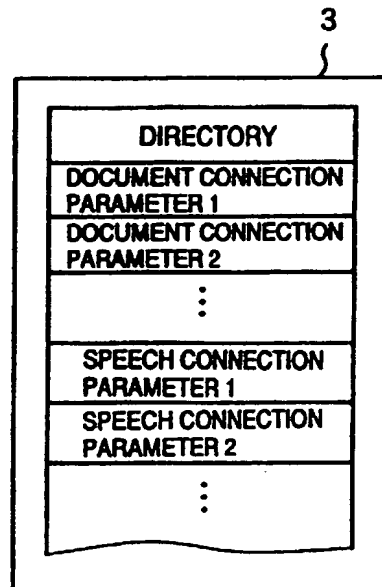 3
DIRECTORY
DOCUMENT CONNECTION
PARAMETER 1
DOCUMENT CONNECTION
PARAMETER 2
⋮
SPEECH CONNECTION
PARAMETER 1
SPEECH CONNECTION
PARAMETER 2
⋮